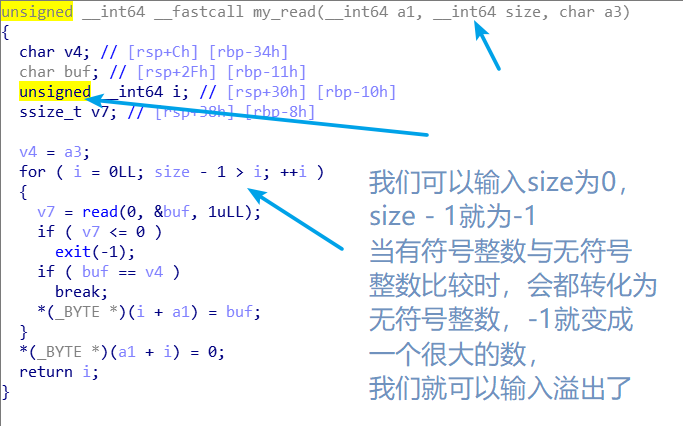 unsigned __int64 __fastcall my_read(__int64 a1, __int64 size, char a3)
{
char v4; // [rsp+Ch] [rbp-34h]
char buf; // [rsp+2Fh] [rbp-11h]
unsigned __int64 i; // [rsp+30h] [rbp-10h]
ssize_t v7; // [rsp+38h] [rbp-8h]
v4 = a3;
for ( i = 0LL; size - 1 > i; ++i )
{
v7 = read(0, &buf, 1uLL);
if ( v7 <= 0 )
exit(-1);
if ( buf == v4 )
break;
*(_BYTE *)(i + a1) = buf;
}
*(_BYTE *)(a1 + i) = 0;
return i;
}
我们可以输入size为0,
size - 1就为-1
当有符号整数与无符号
整数比较时，会都转化为
无符号整数，-1就变成
一个很大的数，
我们就可以输入溢出了